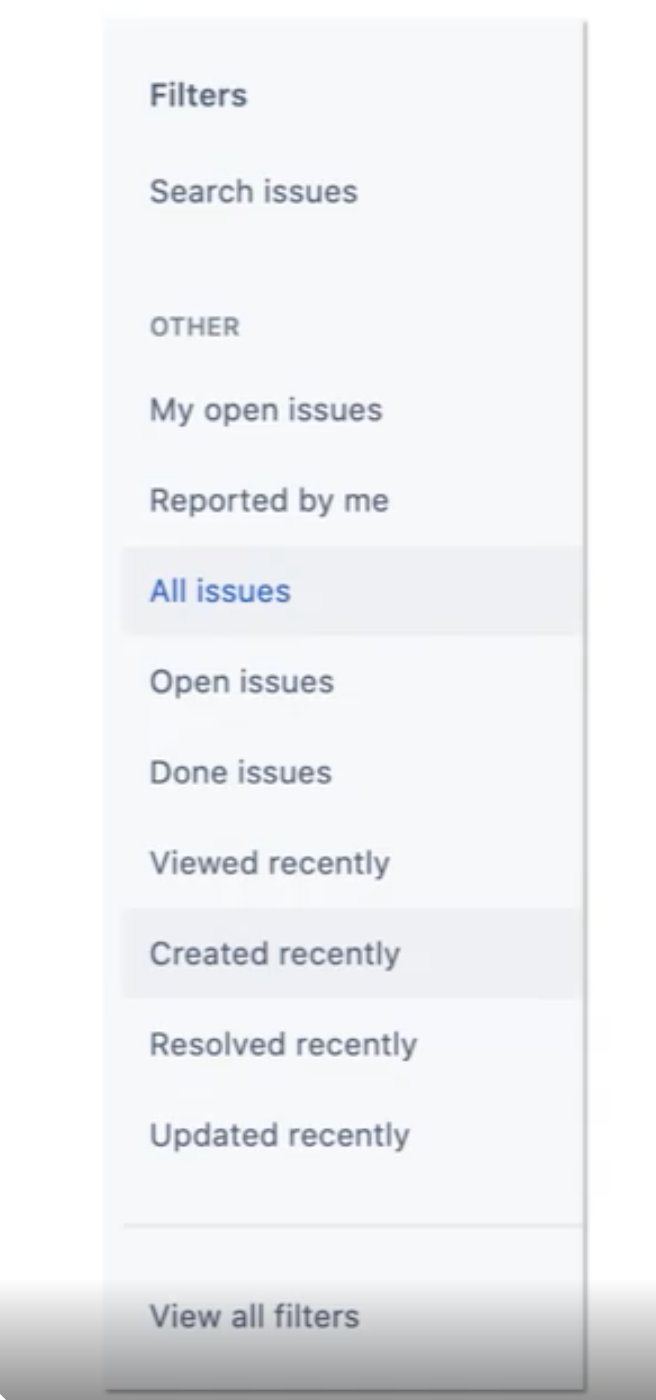 Filters
Search issues
OTHER
My open issues
Reported by me
All issues
Open issues
Done issues
Viewed recently
Created recently
Resolved recently
Updated recently
View all filters